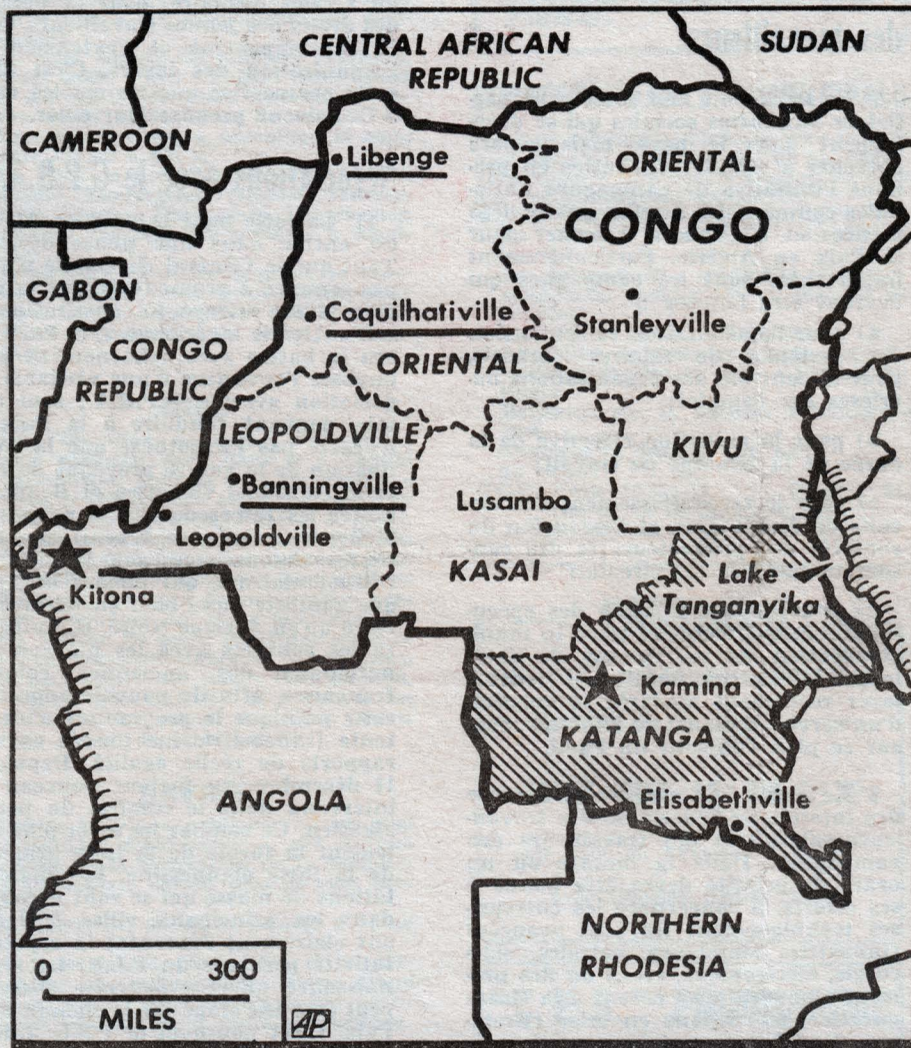 CENTRAL AFRICAN
REPUBLIC
SUDAN
CAMEROON
Libenge
ORIENTAL
CONGO
GABON
Coquilhativille
Stanleyville
CONGO
REPUBLIC
ORIENTAL
LEOPOLDVILLE
KIVU
Banningville
Lusambo
Leopoldville
KASAI
Lake
Tanganyika
Kitona
Kamina
KATANGA
ANGOLA
Elisabethville
NORTHERN
RHODESIA
0 300
MILES
AP